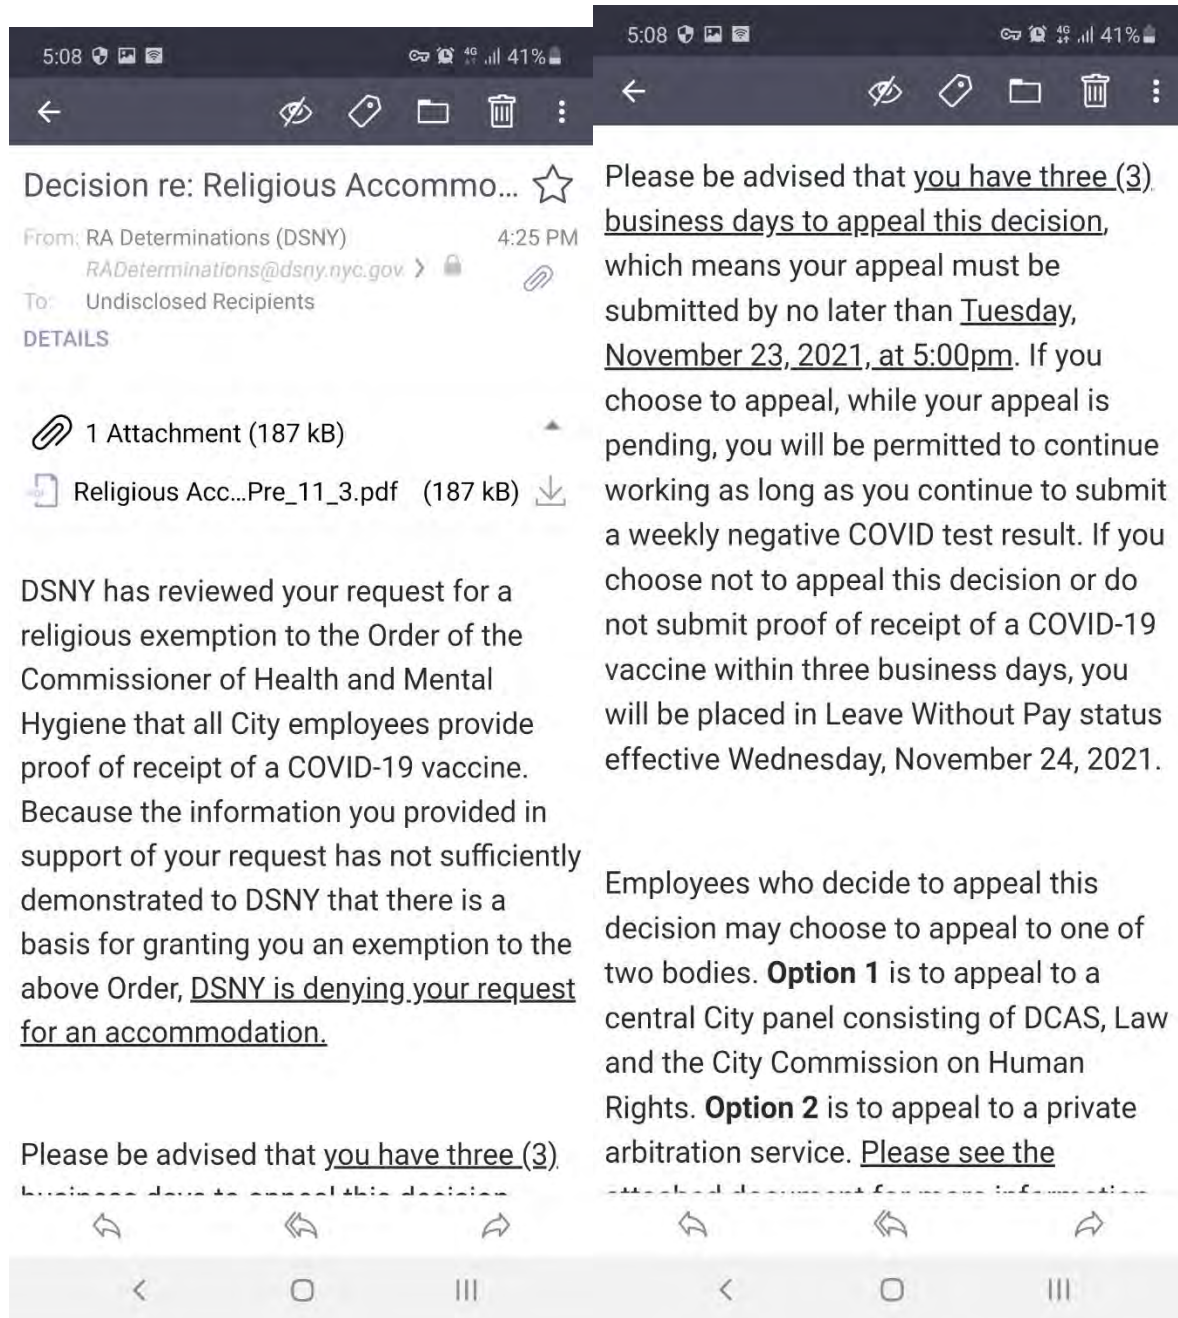 5:08
4G 41%
Decision re: Religious Accommo...
From: RA Determinations (DSNY)
4:25 PM
RADeterminations@dsny.nyc.gov
To: Undisclosed Recipients
DETAILS
1 Attachment (187 kB)
Religious Acc...Pre_11_3.pdf (187 kB)
DSNY has reviewed your request for a
religious exemption to the Order of the
Commissioner of Health and Mental
Hygiene that all City employees provide
proof of receipt of a COVID-19 vaccine.
Because the information you provided in
support of your request has not sufficiently
demonstrated to DSNY that there is a
basis for granting you an exemption to the
above Order, DSNY is denying your request
for an accommodation.
Please be advised that you have three (3)
business days to appeal this decision
5:08
4G 41%
Please be advised that you have three (3)
business days to appeal this decision,
which means your appeal must be
submitted by no later than Tuesday,
November 23, 2021, at 5:00pm. If you
choose to appeal, while your appeal is
pending, you will be permitted to continue
working as long as you continue to submit
a weekly negative COVID test result. If you
choose not to appeal this decision or do
not submit proof of receipt of a COVID-19
vaccine within three business days, you
will be placed in Leave Without Pay status
effective Wednesday, November 24, 2021.
Employees who decide to appeal this
decision may choose to appeal to one of
two bodies. Option 1 is to appeal to a
central City panel consisting of DCAS, Law
and the City Commission on Human
Rights. Option 2 is to appeal to a private
arbitration service. Please see the
attached document for more information